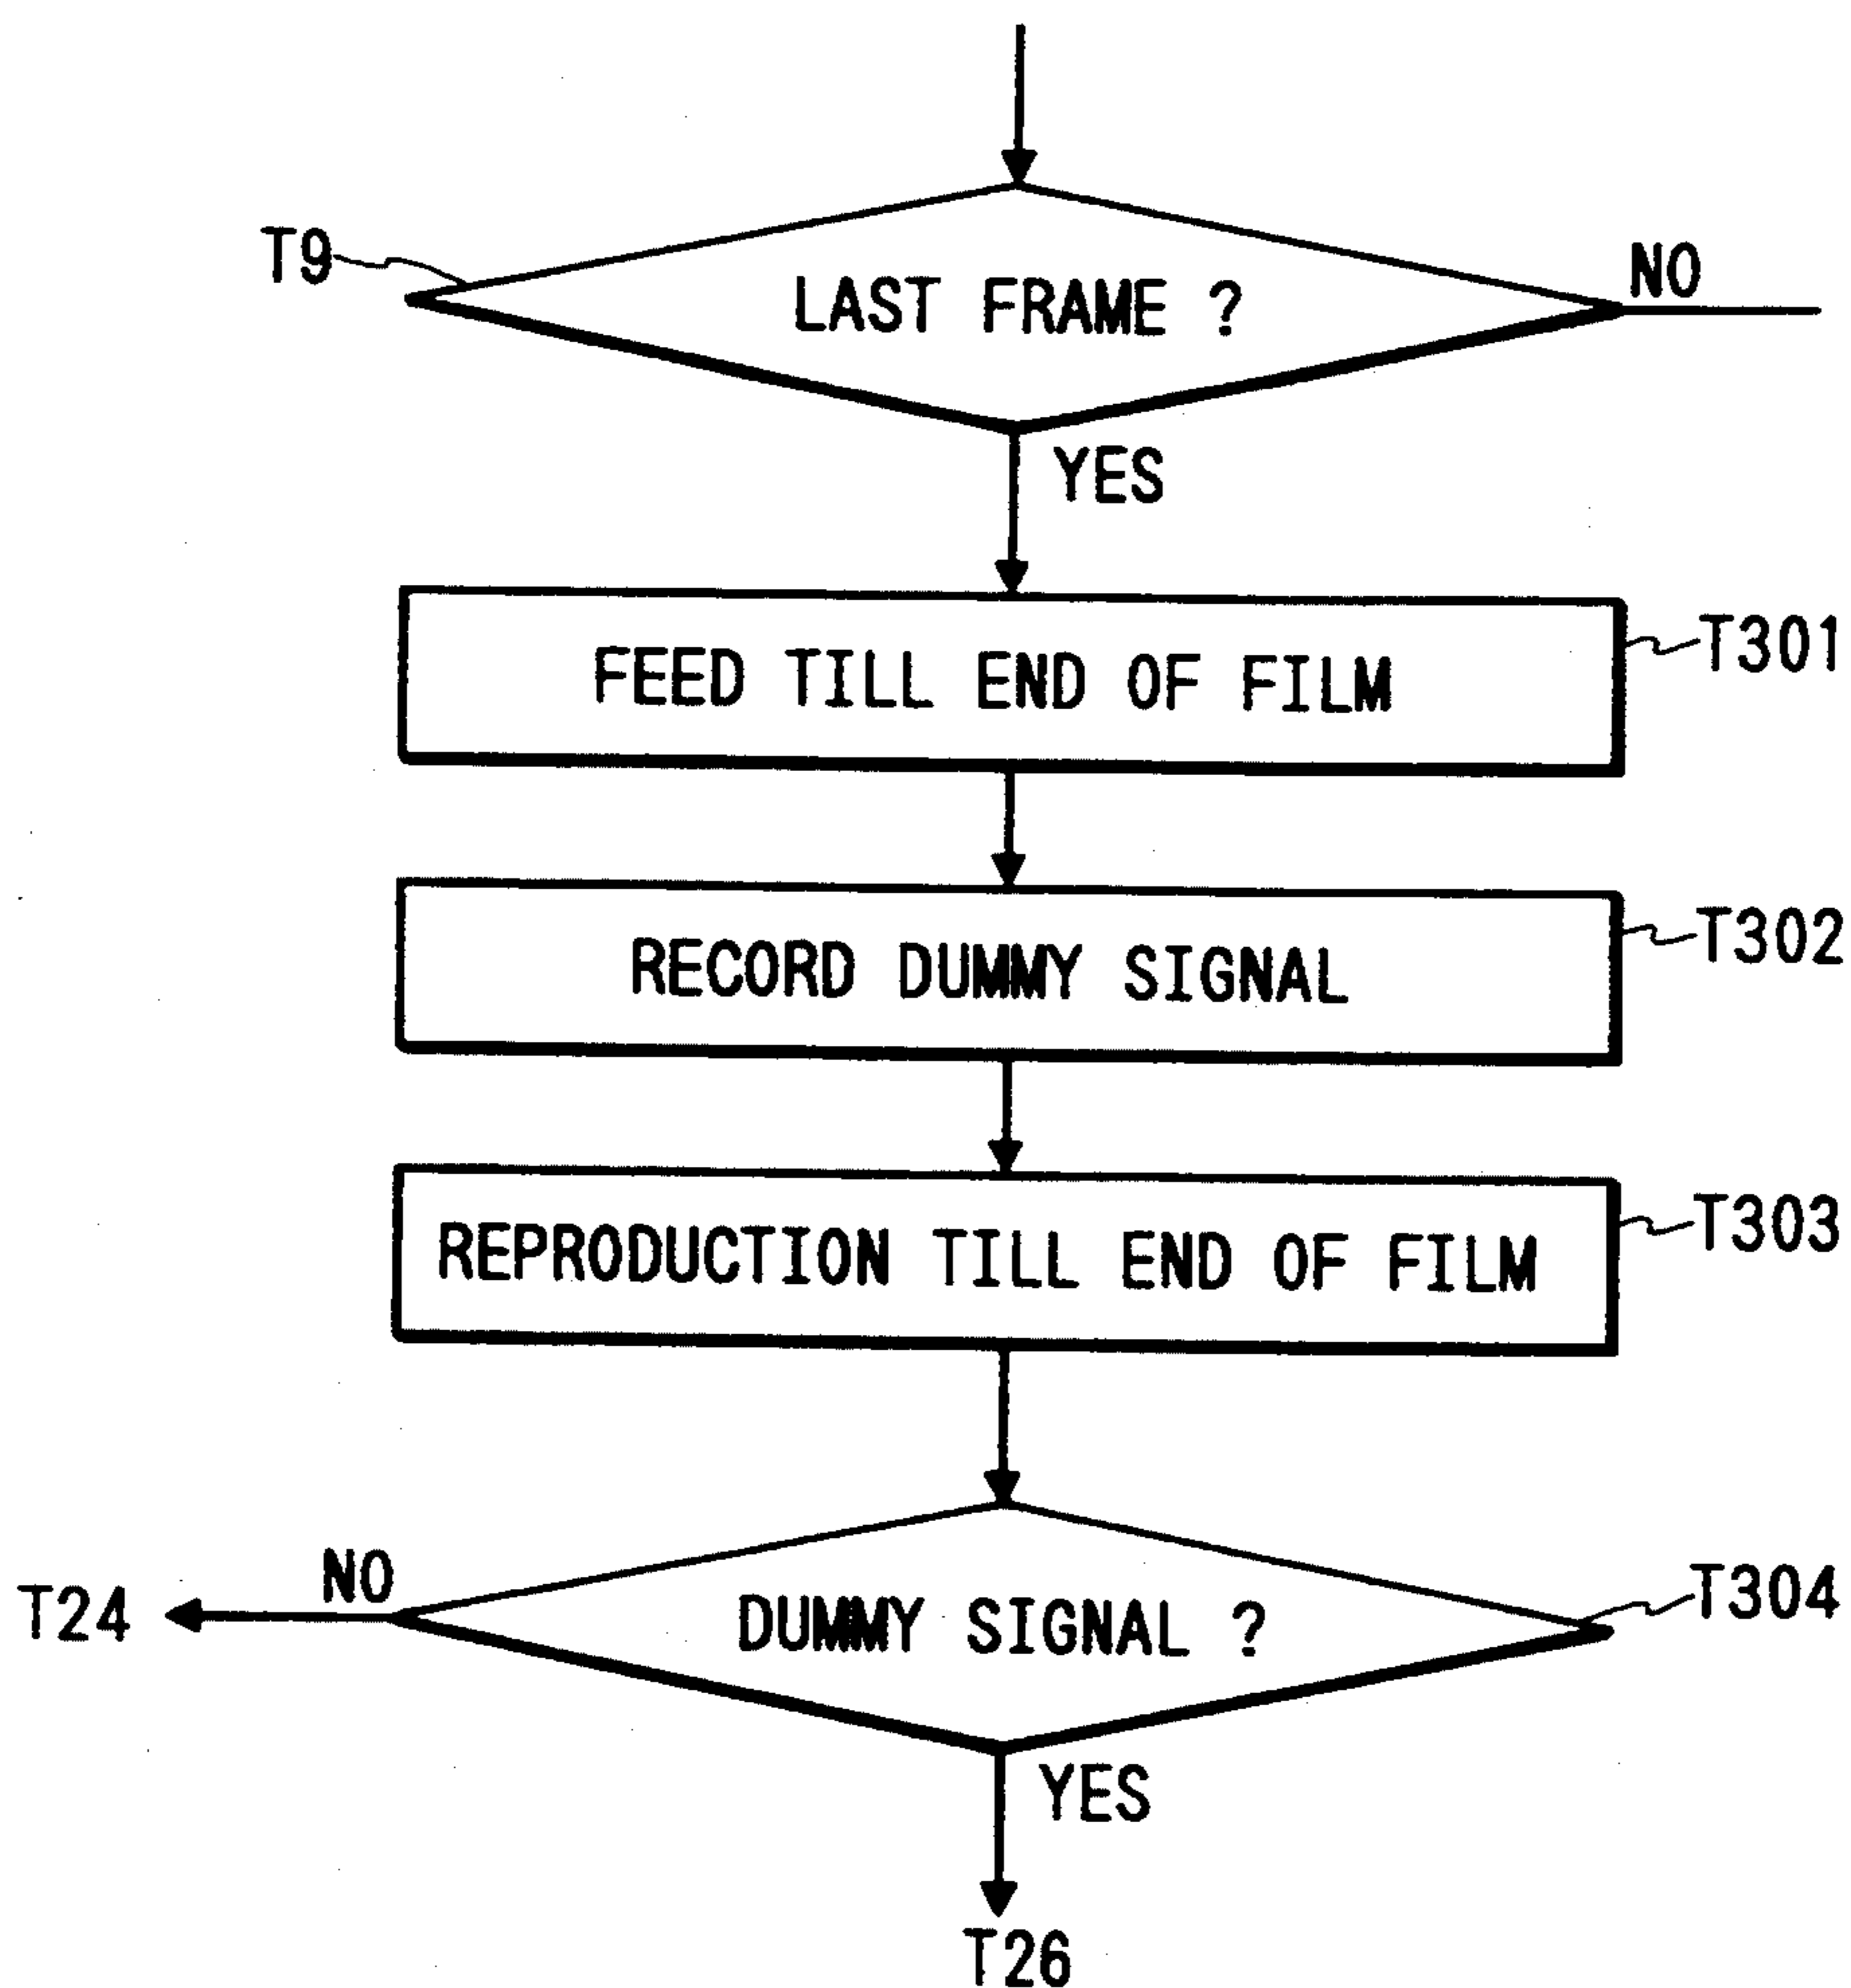 T9
LAST FRAME ?
NO
YES
FEED TILL END OF FILM
T301
RECORD DUMMY SIGNAL
T302
REPRODUCTION TILL END OF FILM
T303
NO
T24
DUMMY SIGNAL ?
T304
YES
T26